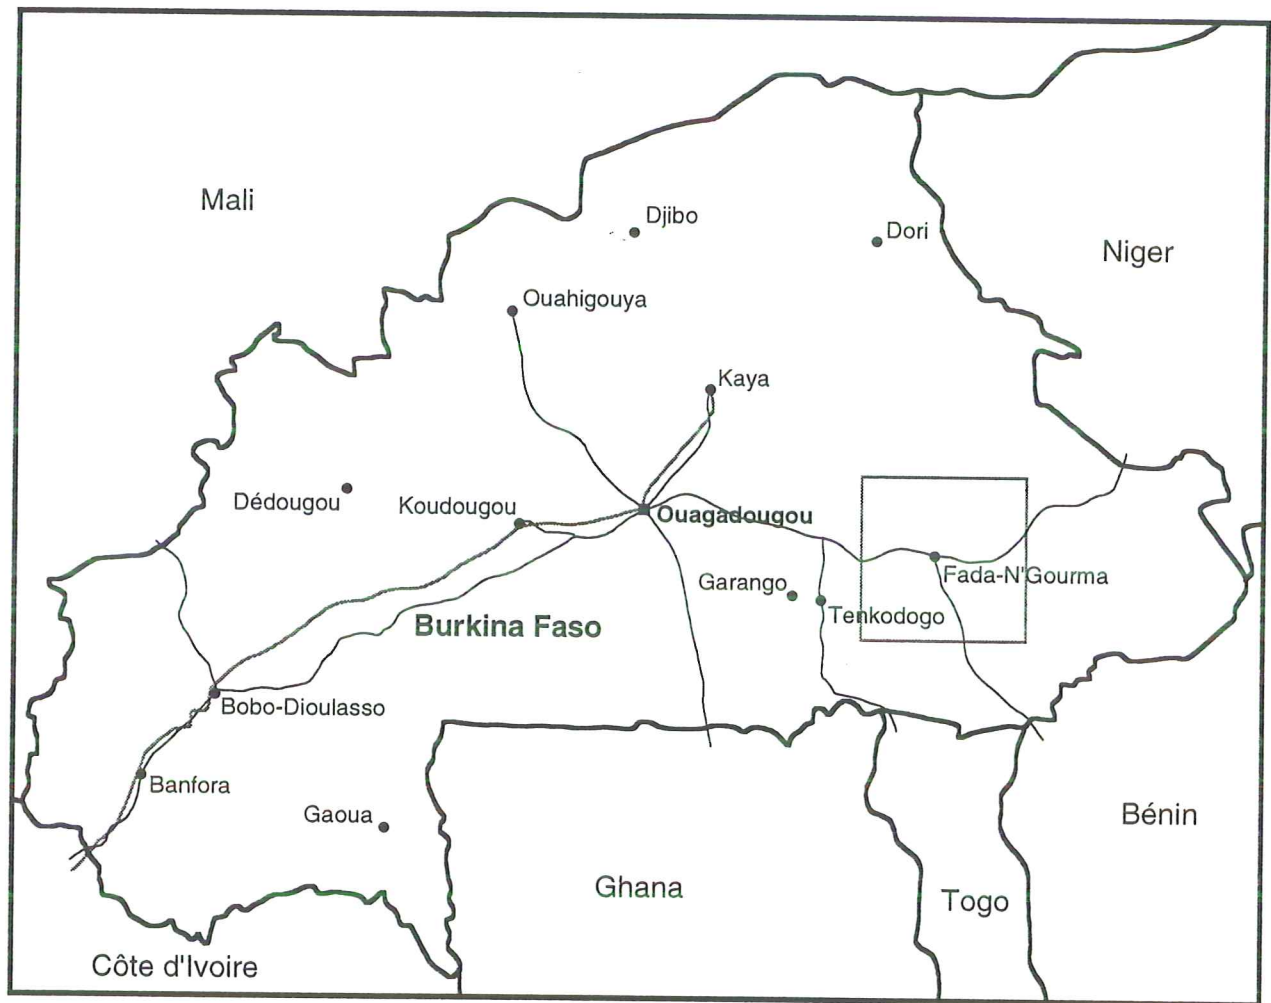 Mali
Djibo
Dori
Niger
Ouahigouya
Kaya
Dédougou
Koudougou
Ouagadougou
Garango
Fada-N'Gourma
Tenkodogo
Burkina Faso
Bobo-Dioulasso
Banfora
Gaoua
Bénin
Ghana
Togo
Côte d'Ivoire